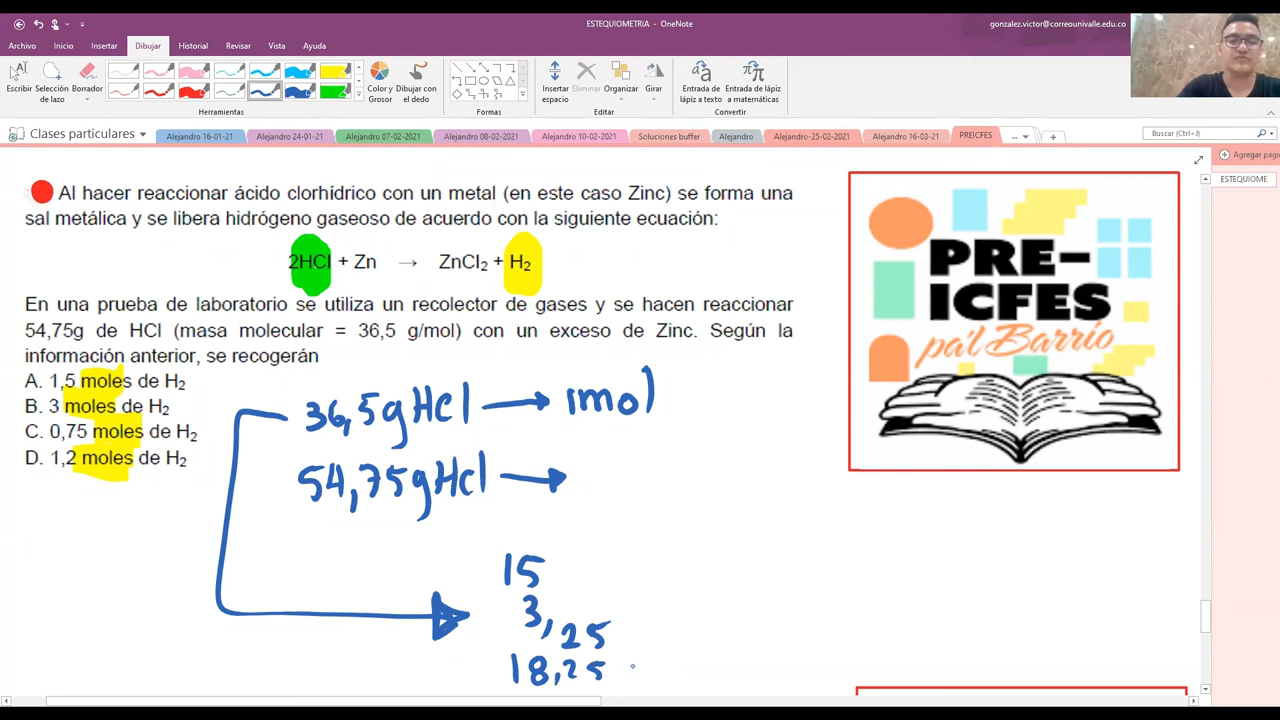 ESTEQUIOMETRIA - OneNote
gonzalez.victor@correounivalle.edu.co
Archivo Inicio Insertar Dibujar Historial Revisar Vista Ayuda
Escribir Selección de lazo Borrador Color y Grosor Dibujar con el dedo Insertar espacio Eliminar Organizar Girar Entrada de lápiz a texto Entrada de lápiz a matemáticas
Herramientas Formas Editar Convertir
Clases particulares Alejandro 16-01-21 Alejandro 24-01-21 Alejandro 07-02-2021 Alejandro 08-02-2021 Alejandro 10-02-2021 Soluciones buffer Alejandro Alejandro-25-02-2021 Alejandro 16-03-21 PREICFES ... Buscar (Ctrl+J)
Agregar pági
ESTEQUIOME
Al hacer reaccionar ácido clorhídrico con un metal (en este caso Zinc) se forma una
sal metálica y se libera hidrógeno gaseoso de acuerdo con la siguiente ecuación:
2HCl + Zn → ZnCl₂ + H₂
En una prueba de laboratorio se utiliza un recolector de gases y se hacen reaccionar
54,75g de HCl (masa molecular = 36,5 g/mol) con un exceso de Zinc. Según la
información anterior, se recogerán
A. 1,5 moles de H₂
B. 3 moles de H₂
C. 0,75 moles de H₂
D. 1,2 moles de H₂
36,5gHcl → 1mol
54,75gHcl →
15
3,25
18,25
PRE-
ICFES
pa'l Barrio